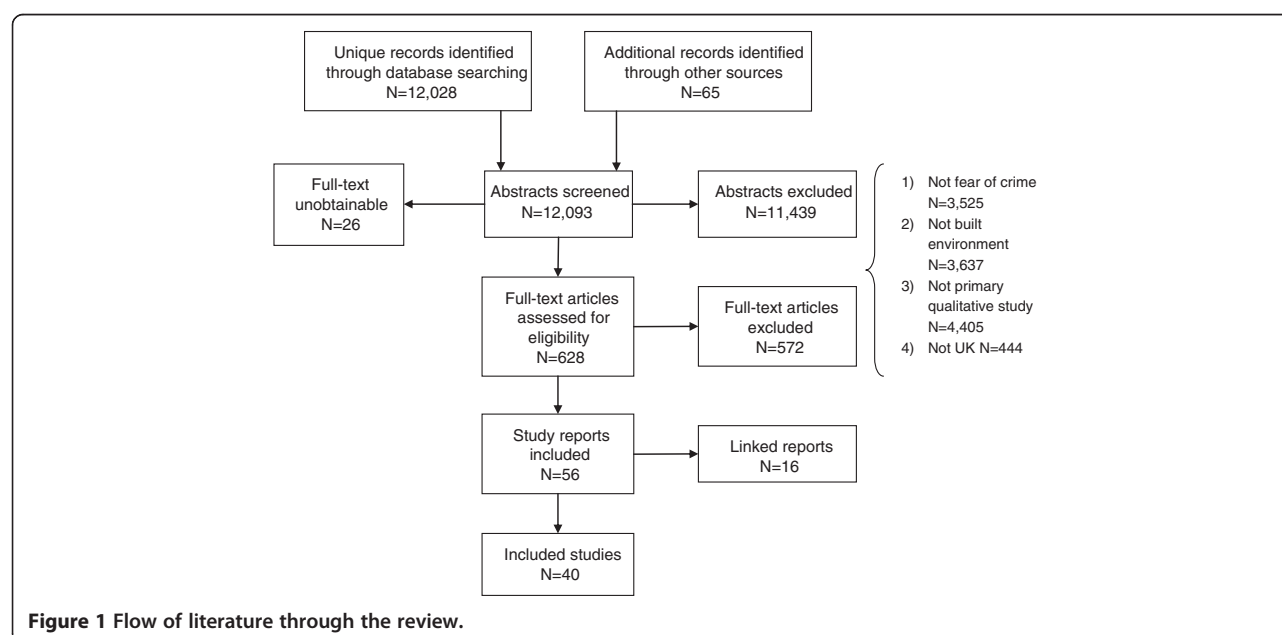 Unique records identified
through database searching
N=12,028
Additional records identified
through other sources
N=65
Full-text
unobtainable
N=26
Abstracts screened
N=12,093
Abstracts excluded
N=11,439
Full-text articles
assessed for
eligibility
N=628
Full-text articles
excluded
N=572
1) Not fear of crime
N=3,525
2) Not built
environment
N=3,637
3) Not primary
qualitative study
N=4,405
4) Not UK N=444
Study reports
included
N=56
Linked reports
N=16
Included studies
N=40
Figure 1 Flow of literature through the review.